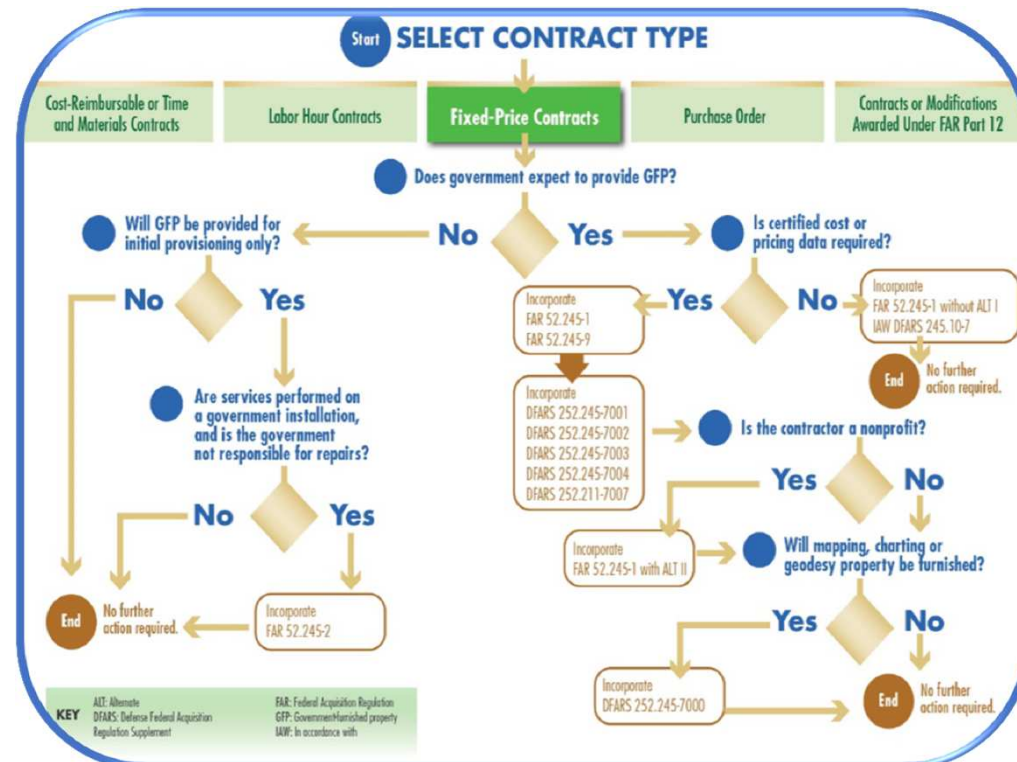 Start SELECT CONTRACT TYPE
Cost-Reimbursable or Time
and Materials Contracts
Labor Hour Contracts
Fixed-Price Contracts
Purchase Order
Contracts or Modifications
Awarded Under FAR Part 12
Does government expect to provide GFP?
No
Yes
Will GFP be provided for
initial provisioning only?
No
Yes
Are services performed on
a government installation,
and is the government
not responsible for repairs?
No
Yes
Incorporate
FAR 52.245-2
End
No further
action required.
Is certified cost or
pricing data required?
Yes
No
Incorporate
FAR 52.245-1
FAR 52.245-9
Incorporate
FAR 52.245-1 without ALT I
IAW DFARS 245.10-7
End
No further
action required.
Incorporate
DFARS 252.245-7001
DFARS 252.245-7002
DFARS 252.245-7003
DFARS 252.245-7004
DFARS 252.211-7007
Is the contractor a nonprofit?
Yes
No
Incorporate
FAR 52.245-1 with ALT II
Will mapping, charting or
geodesy property be furnished?
Yes
No
Incorporate
DFARS 252.245-7000
End
No further
action required.
KEY
ALT: Alternate
DFARS: Defense Federal Acquisition
Regulation Supplement
FAR: Federal Acquisition Regulation
GFP: Government-furnished property
IAW: In accordance with